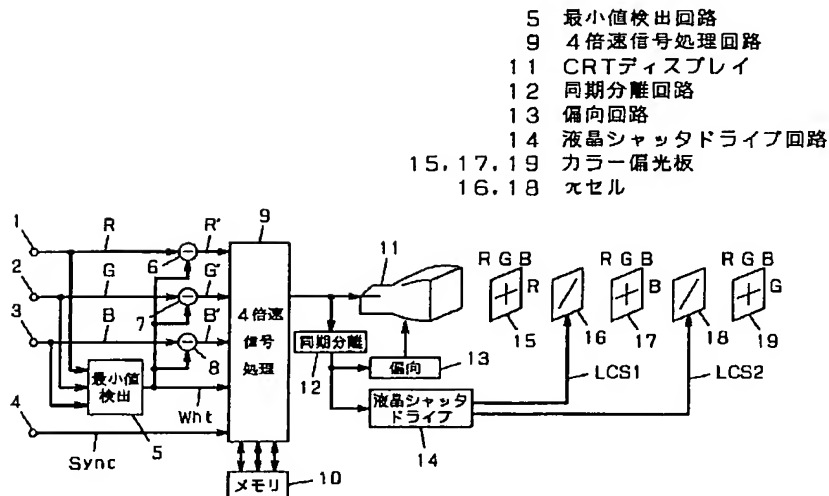 5 最小値検出回路
9 4倍速信号処理回路
11 CRTディスプレイ
12 同期分離回路
13 偏向回路
14 液晶シャッタドライブ回路
15,17,19 カラー偏光板
16,18 πセル
1
R
R'
9
6
2
G
G'
7
3
B
B'
8
4倍速
信号
処理
最小値
検出
Wht
5
4
Sync
メモリ
10
11
同期分離
12
偏向
13
液晶シャッタ
ドライブ
14
R G B
R
15
16
R G B
B
17
18
R G B
G
19
LCS1
LCS2